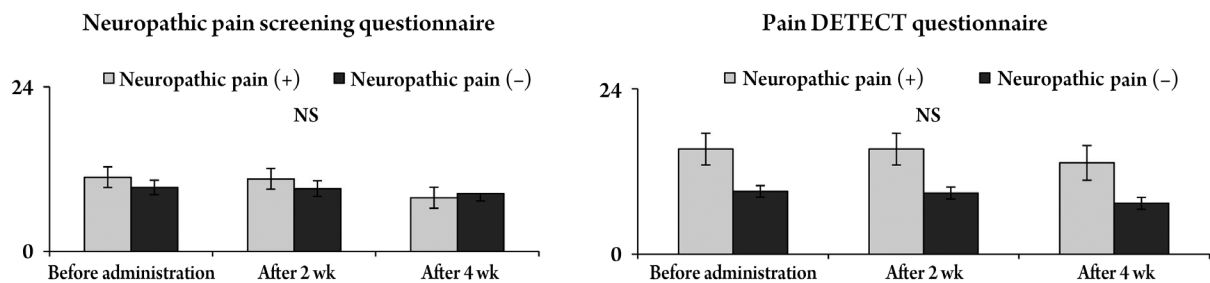 Neuropathic pain screening questionnaire
Neuropathic pain (+) Neuropathic pain (–)
24
NS
0
Before administration After 2 wk After 4 wk
Pain DETECT questionnaire
Neuropathic pain (+) Neuropathic pain (–)
24
NS
0
Before administration After 2 wk After 4 wk